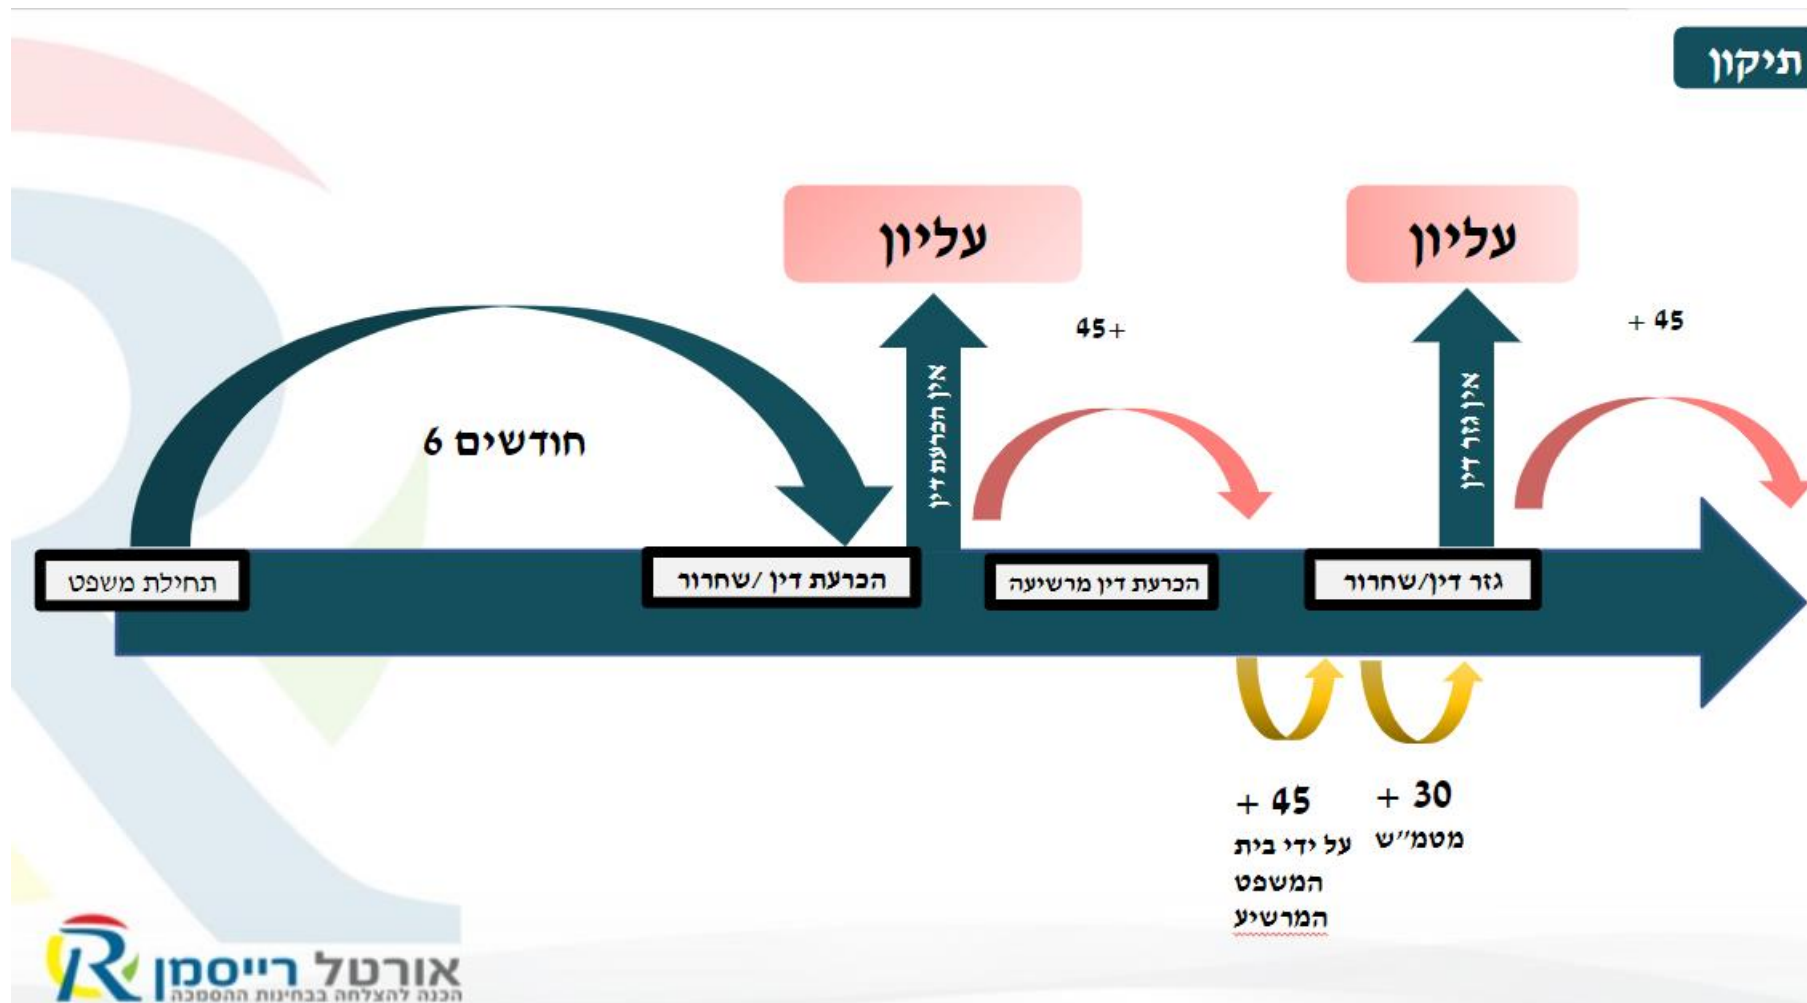 תיקון
עליון
עליון
45+
+ 45
אין הכרעת דין
אין גזר דין
6 חודשים
תחילת משפט
הכרעת דין /שחרור
הכרעת דין מרשיעה
גזר דין/שחרור
+ 45
על ידי בית
המשפט
המרשיע
+ 30
מטמ״ש
אורטל רייסמן
הכנה להצלחה בבחינות ההסמכה